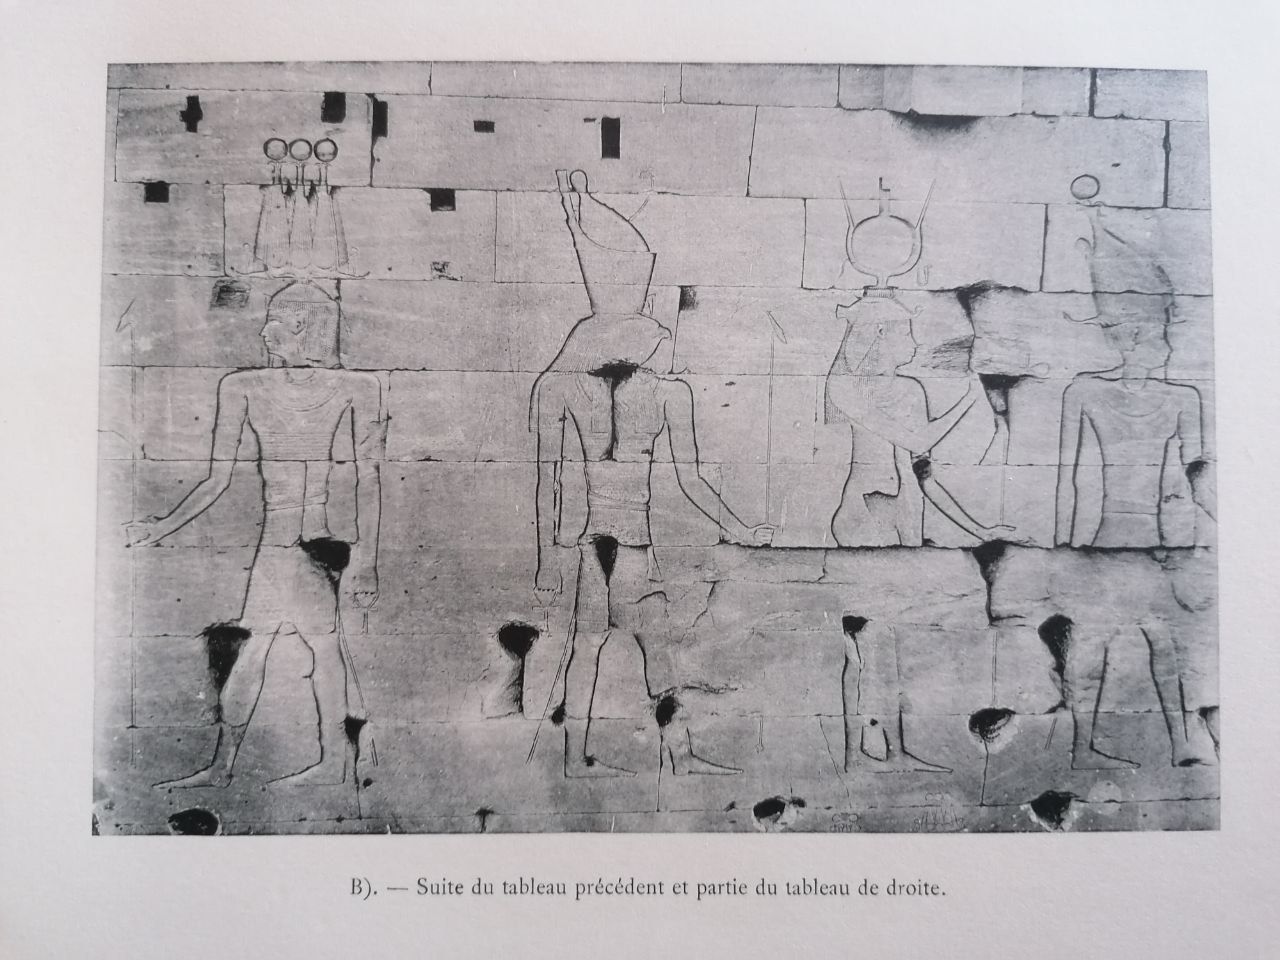 B). — Suite du tableau précédent et partie du tableau de droite.